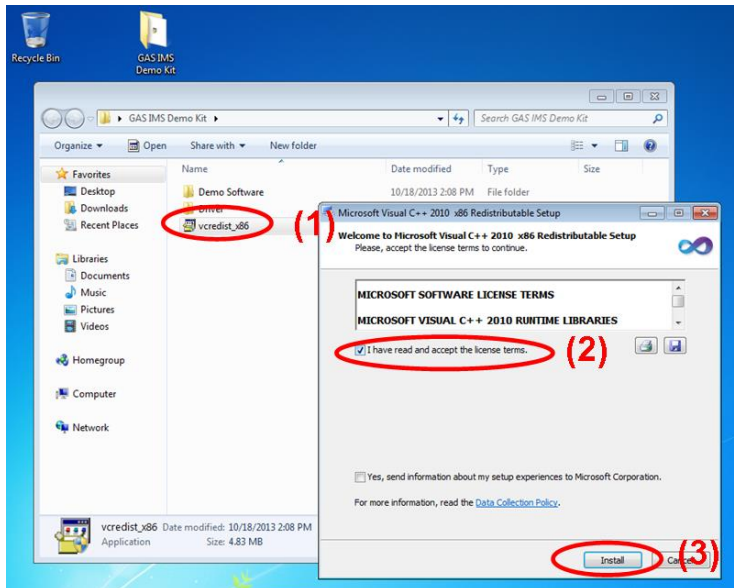 Recycle Bin
GAS IMS
Demo Kit
GAS IMS Demo Kit
Search GAS IMS Demo Kit
Organize
Open
Share with
New folder
Favorites
Desktop
Downloads
Recent Places
Libraries
Documents
Music
Pictures
Videos
Homegroup
Computer
Network
Name
Date modified
Type
Size
Demo Software
10/18/2013 2:08 PM
File folder
Driver
vcredist_x86
(1)
Microsoft Visual C++ 2010 x86 Redistributable Setup
Welcome to Microsoft Visual C++ 2010 x86 Redistributable Setup
Please, accept the license terms to continue.
MICROSOFT SOFTWARE LICENSE TERMS
MICROSOFT VISUAL C++ 2010 RUNTIME LIBRARIES
I have read and accept the license terms.
(2)
Yes, send information about my setup experiences to Microsoft Corporation.
For more information, read the Data Collection Policy.
Install
(3)
vcredist_x86 Date modified: 10/18/2013 2:08 PM
Application Size: 4.83 MB